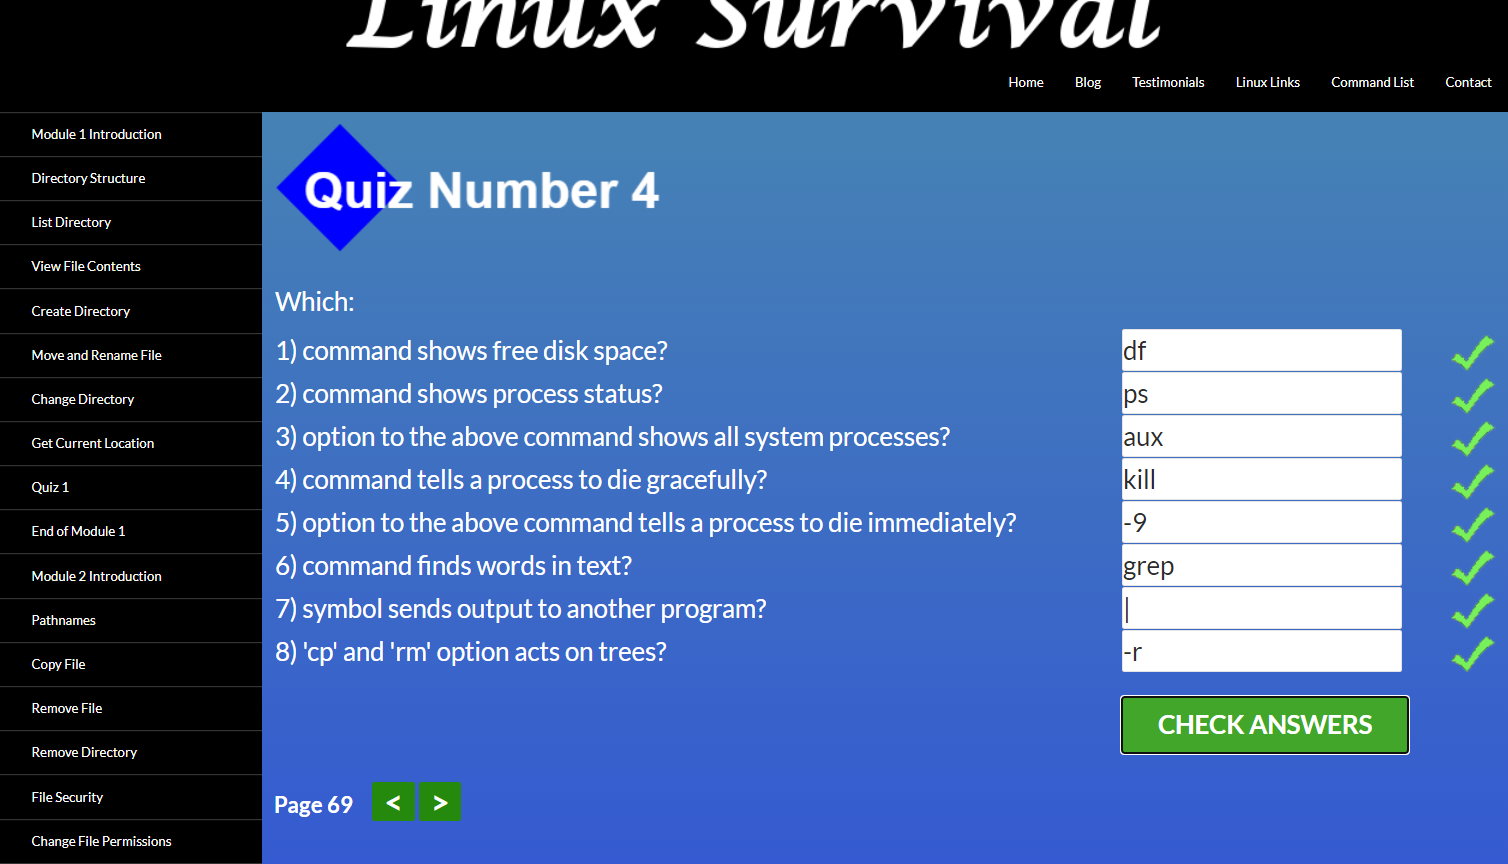 Linux Survival
Home Blog Testimonials Linux Links Command List Contact
Module 1 Introduction
Directory Structure
List Directory
View File Contents
Create Directory
Move and Rename File
Change Directory
Get Current Location
Quiz 1
End of Module 1
Module 2 Introduction
Pathnames
Copy File
Remove File
Remove Directory
File Security
Change File Permissions
Quiz Number 4
Which:
1) command shows free disk space? df
2) command shows process status? ps
3) option to the above command shows all system processes? aux
4) command tells a process to die gracefully? kill
5) option to the above command tells a process to die immediately? -9
6) command finds words in text? grep
7) symbol sends output to another program? |
8) 'cp' and 'rm' option acts on trees? -r
CHECK ANSWERS
Page 69 < >